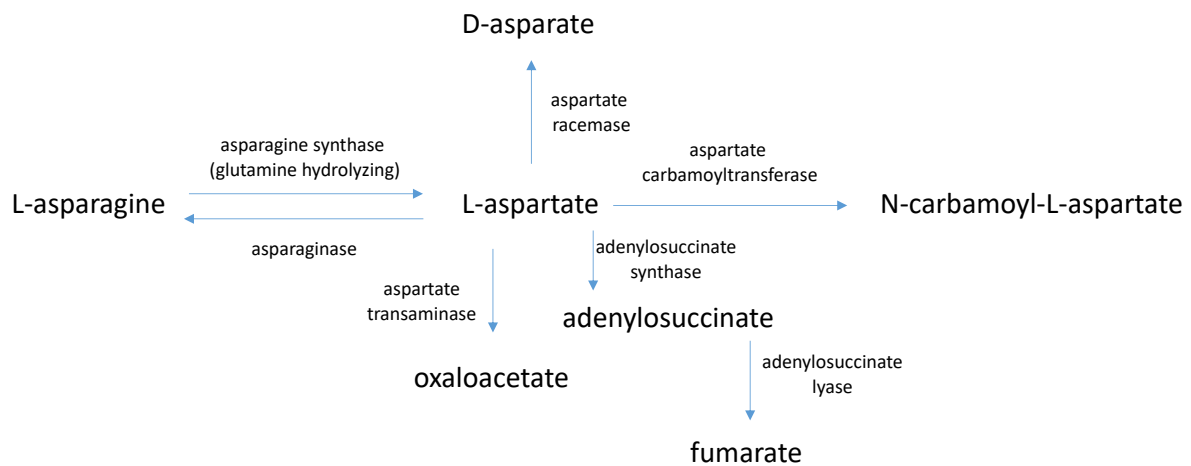 D-asparate
aspartate
racemase
asparagine synthase
(glutamine hydrolyzing)
aspartate
carbamoyltransferase
L-asparagine
L-aspartate
N-carbamoyl-L-aspartate
asparaginase
adenylosuccinate
synthase
aspartate
transaminase
adenylosuccinate
oxaloacetate
adenylosuccinate
lyase
fumarate